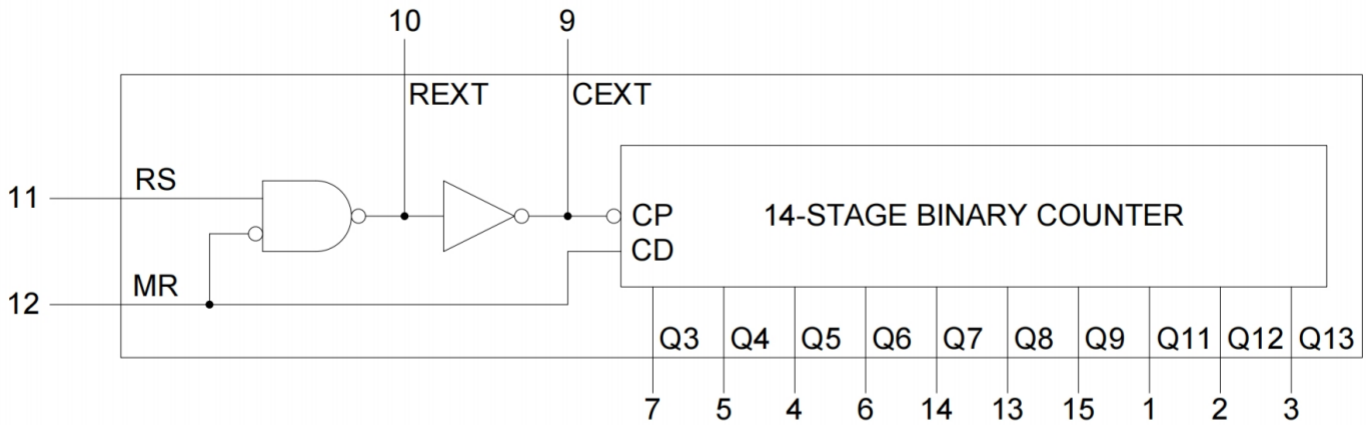 10 9
REXT CEXT
11 RS
CP 14-STAGE BINARY COUNTER
CD
12 MR
Q3 Q4 Q5 Q6 Q7 Q8 Q9 Q11 Q12 Q13
7 5 4 6 14 13 15 1 2 3